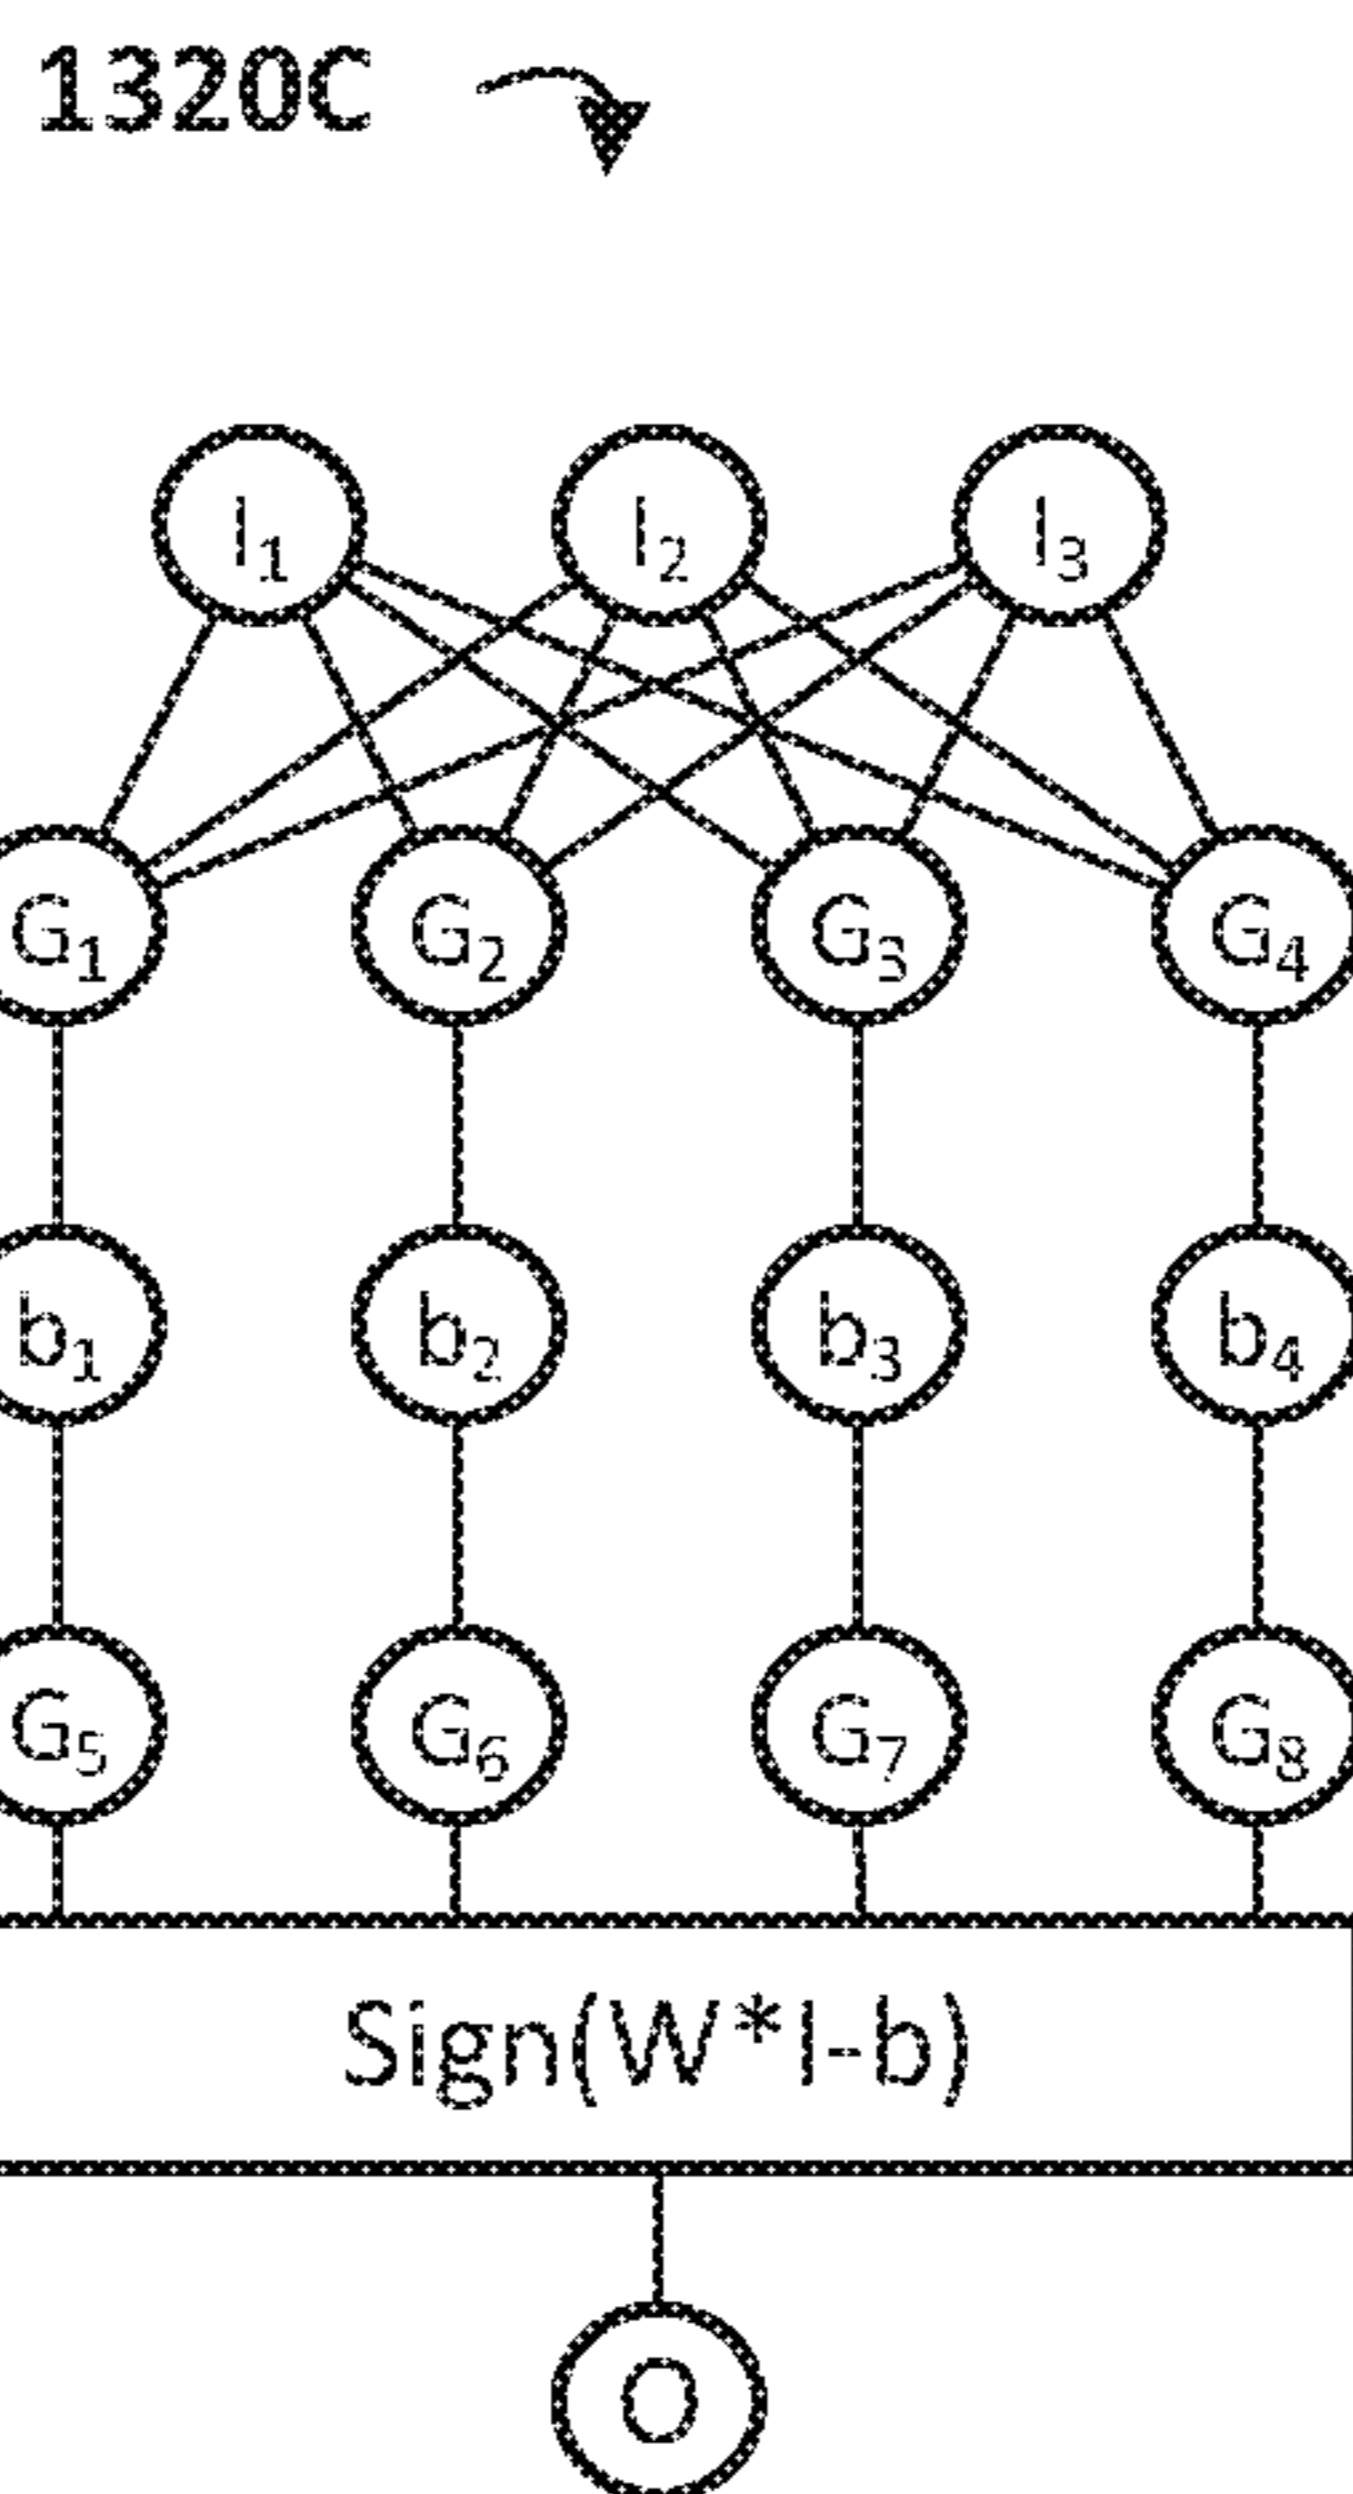 1320C
I₁ I₂ I₃
G₁ G₂ G₃ G₄
b₁ b₂ b₃ b₄
G₅ G₆ G₇ G₈
Sign(W*I-b)
O